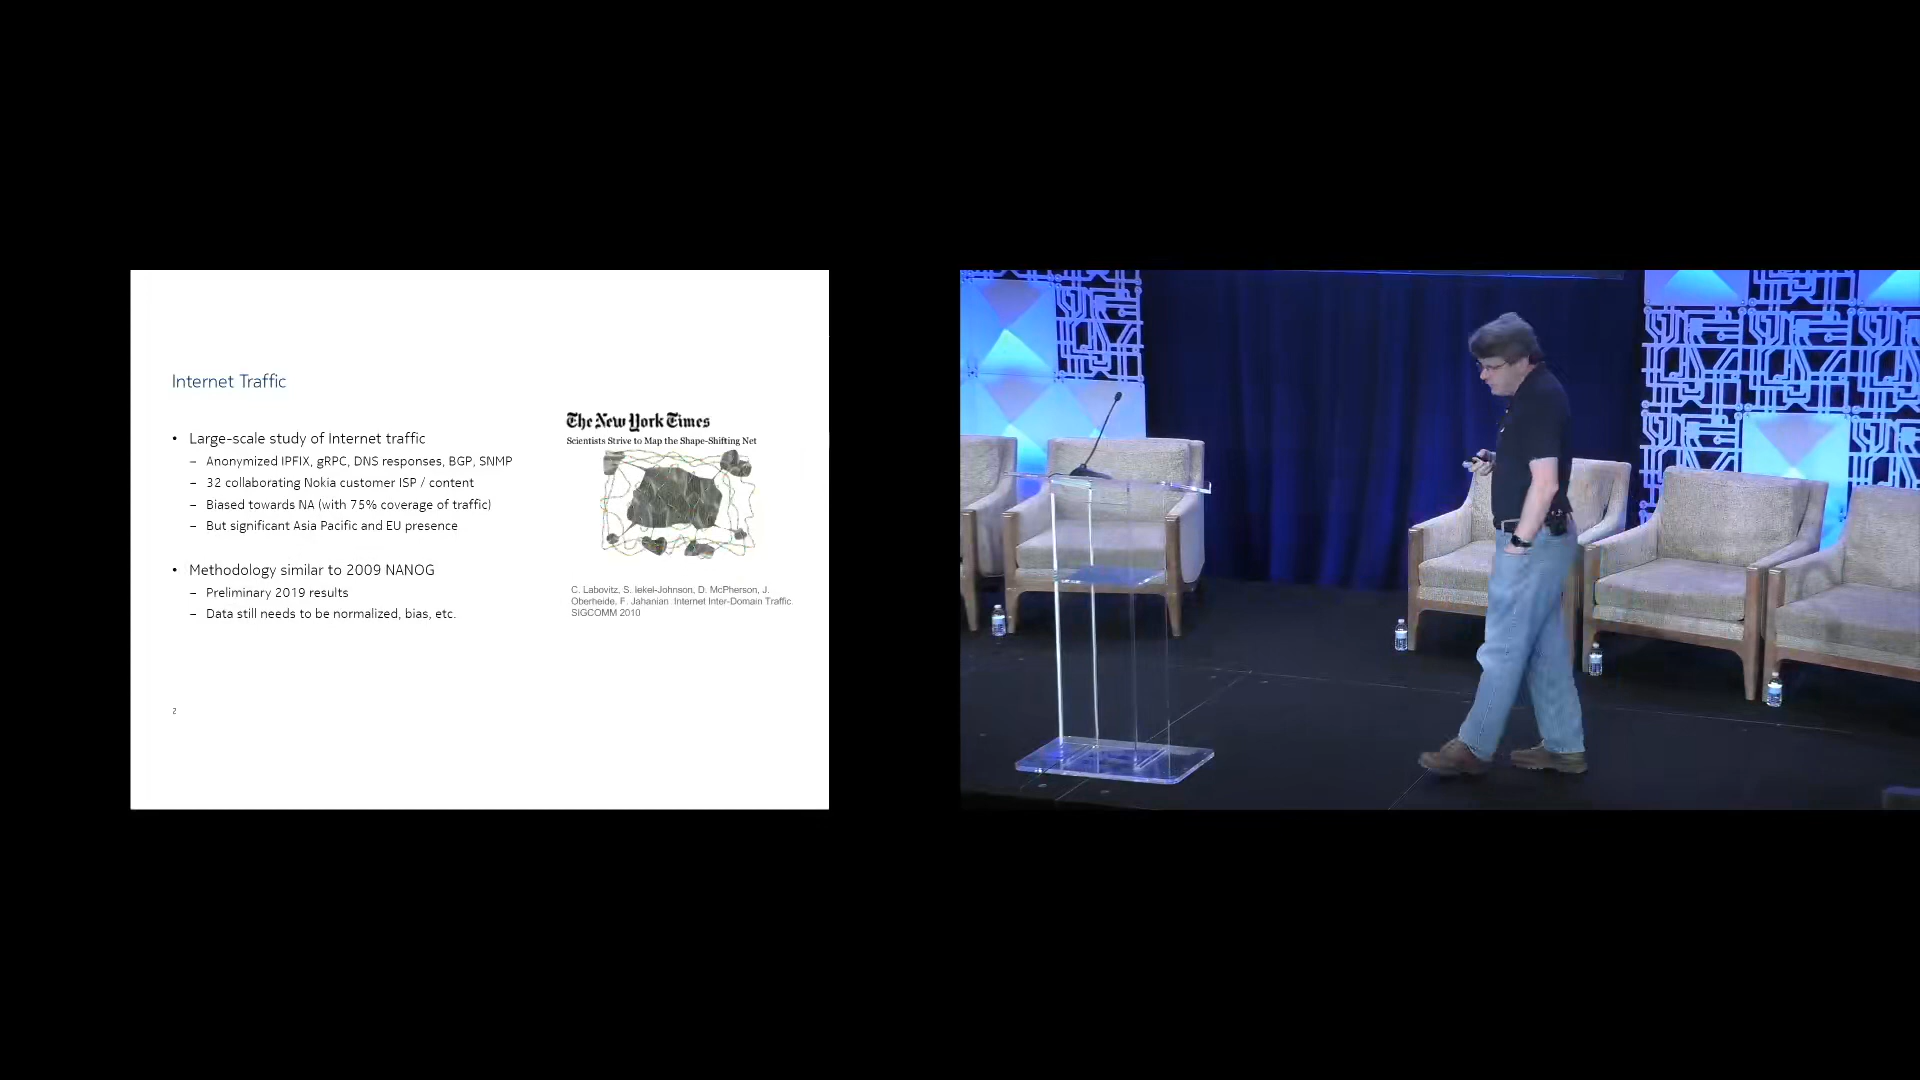 Internet Traffic
• Large-scale study of Internet traffic
– Anonymized IPFIX, gRPC, DNS responses, BGP, SNMP
– 32 collaborating Nokia customer ISP / content
– Biased towards NA (with 75% coverage of traffic)
– But significant Asia Pacific and EU presence
• Methodology similar to 2009 NANOG
– Preliminary 2019 results
– Data still needs to be normalized, bias, etc.
2
The New York Times
Scientists Strive to Map the Shape-Shifting Net
C. Labovitz, S. Iekel-Johnson, D. McPherson, J.
Oberheide, F. Jahanian Internet Inter-Domain Traffic.
SIGCOMM 2010